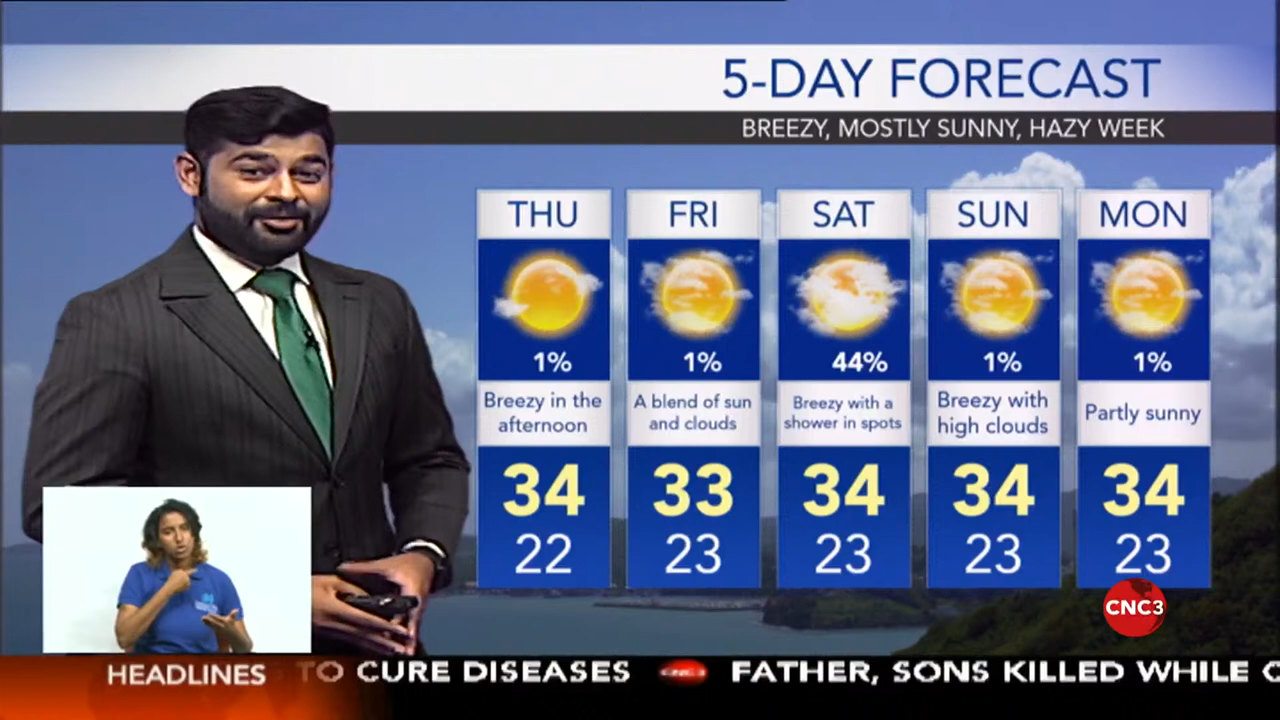 5-DAY FORECAST
BREEZY, MOSTLY SUNNY, HAZY WEEK
THU
FRI
SAT
SUN
MON
1%
1%
44%
1%
1%
Breezy in the
afternoon
A blend of sun
and clouds
Breezy with a
shower in spots
Breezy with
high clouds
Partly sunny
34
33
34
34
34
22
23
23
23
23
CNC3
HEADLINES
TO CURE DISEASES
FATHER, SONS KILLED WHILE